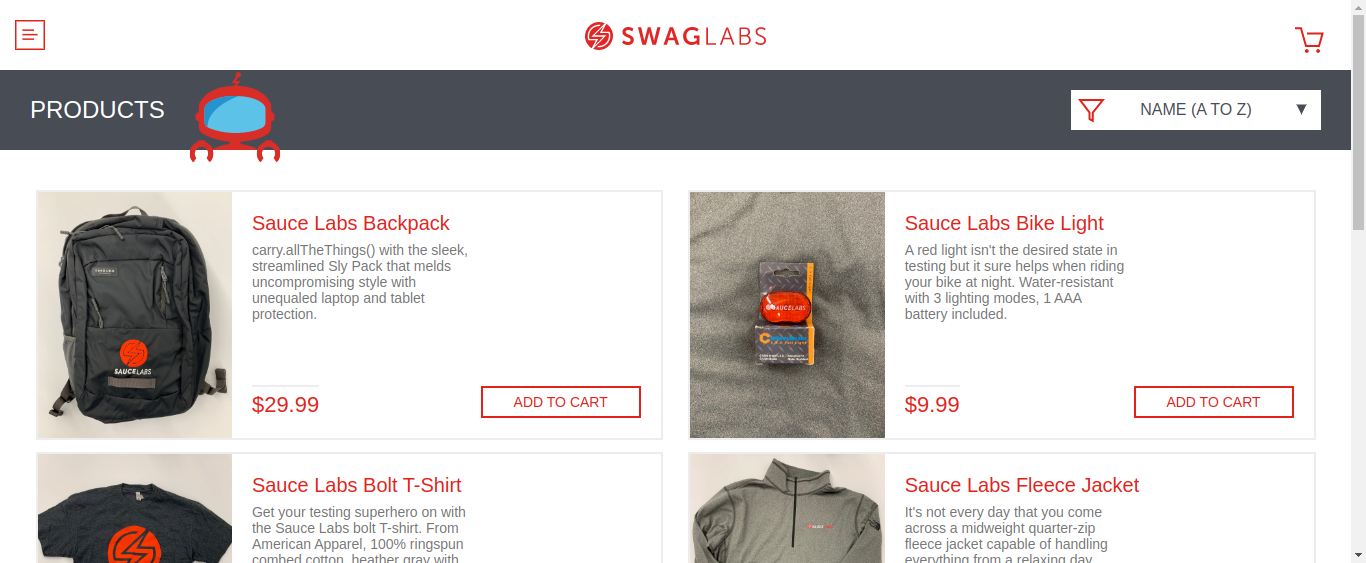 SWAGLABS
PRODUCTS
NAME (A TO Z)
Sauce Labs Backpack
carry.allTheThings() with the sleek,
streamlined Sly Pack that melds
uncompromising style with
unequaled laptop and tablet
protection.
$29.99
ADD TO CART
SAUCELABS
Sauce Labs Bike Light
A red light isn't the desired state in
testing but it sure helps when riding
your bike at night. Water-resistant
with 3 lighting modes, 1 AAA
battery included.
$9.99
ADD TO CART
SAUCELABS
Sauce Labs Bolt T-Shirt
Get your testing superhero on with
the Sauce Labs bolt T-shirt. From
American Apparel, 100% ringspun
combed cotton, heather gray with
Sauce Labs Fleece Jacket
It's not every day that you come
across a midweight quarter-zip
fleece jacket capable of handling
everything from a relaxing day